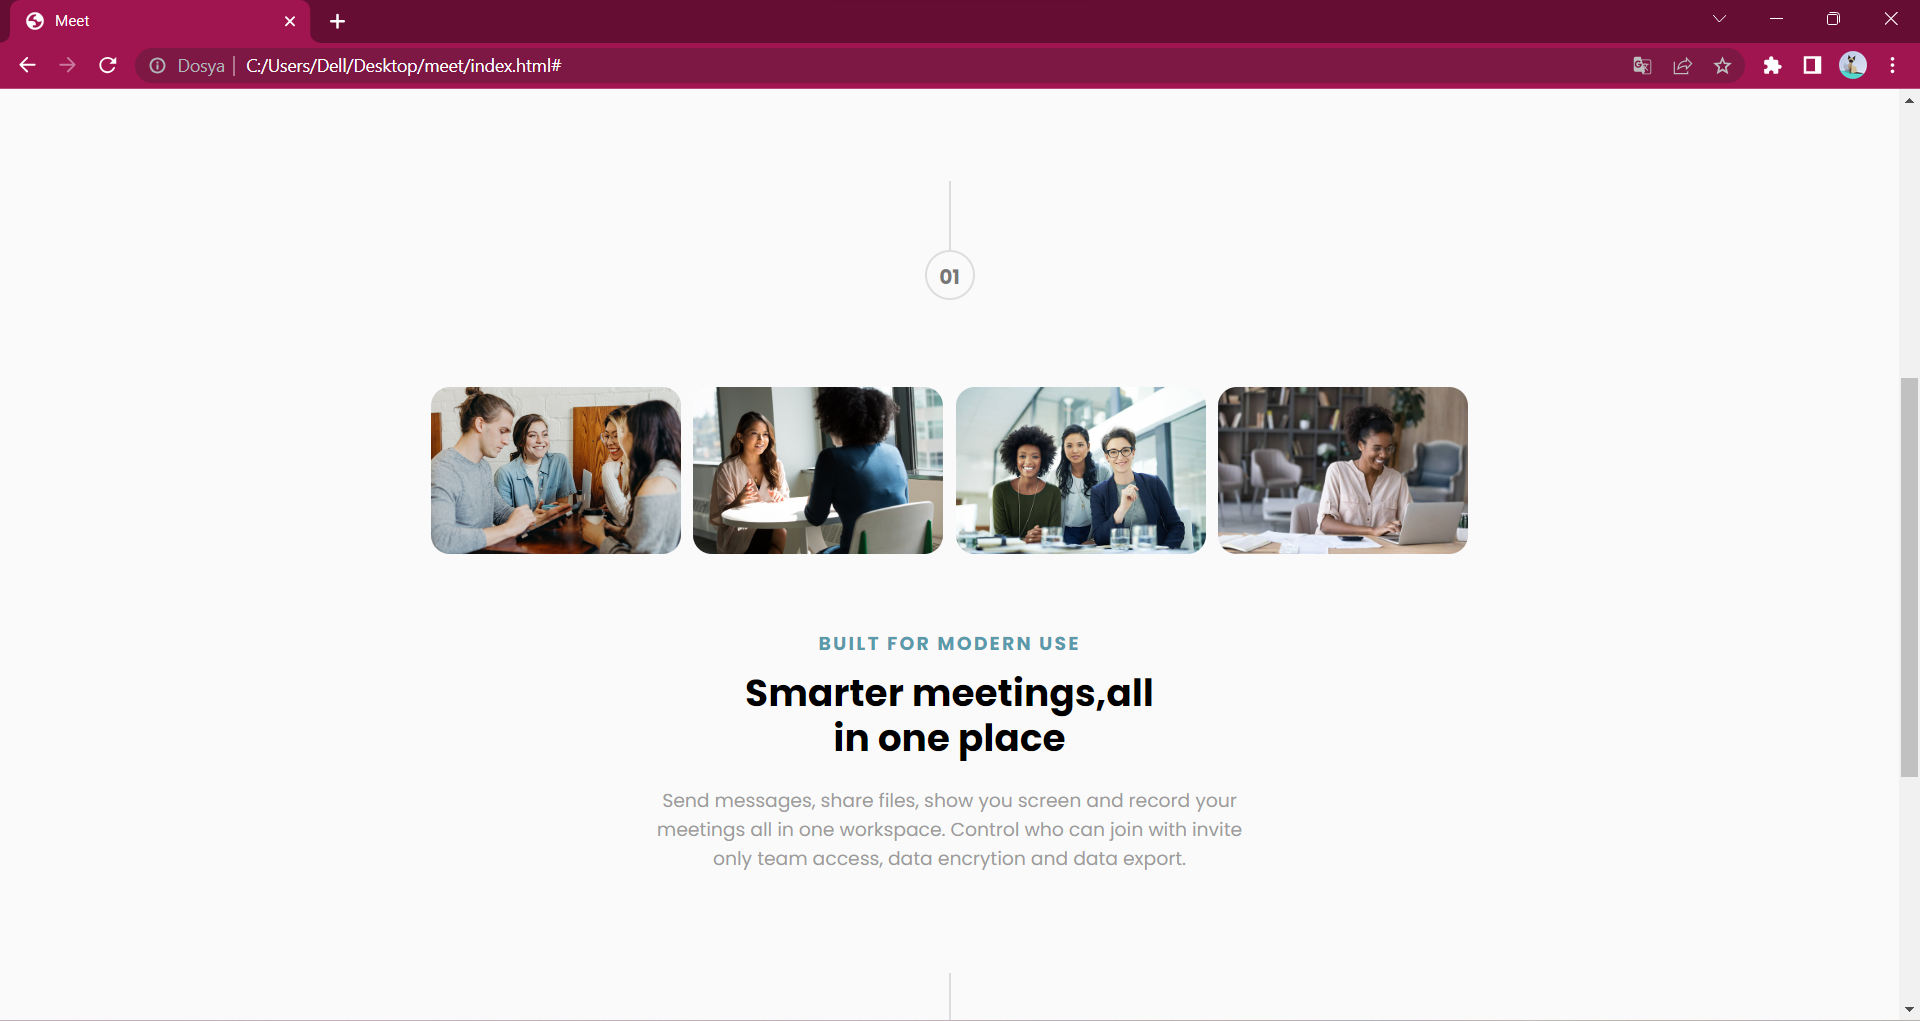 Meet
Dosya
C:/Users/Dell/Desktop/meet/index.html#
01
BUILT FOR MODERN USE
Smarter meetings,all
in one place
Send messages, share files, show you screen and record your
meetings all in one workspace. Control who can join with invite
only team access, data encrytion and data export.